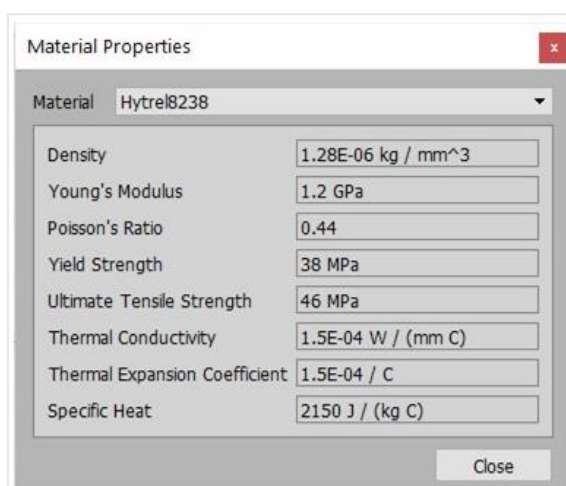 Material Properties
x
Material Hytrel8238
Density 1.28E-06 kg / mm^3
Young's Modulus 1.2 GPa
Poisson's Ratio 0.44
Yield Strength 38 MPa
Ultimate Tensile Strength 46 MPa
Thermal Conductivity 1.5E-04 W / (mm C)
Thermal Expansion Coefficient 1.5E-04 / C
Specific Heat 2150 J / (kg C)
Close